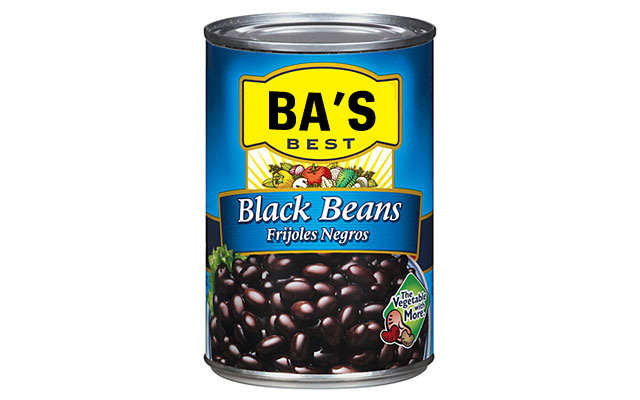 BA'S
BEST
Black Beans
Frijoles Negros
The
Vegetable
with
More!